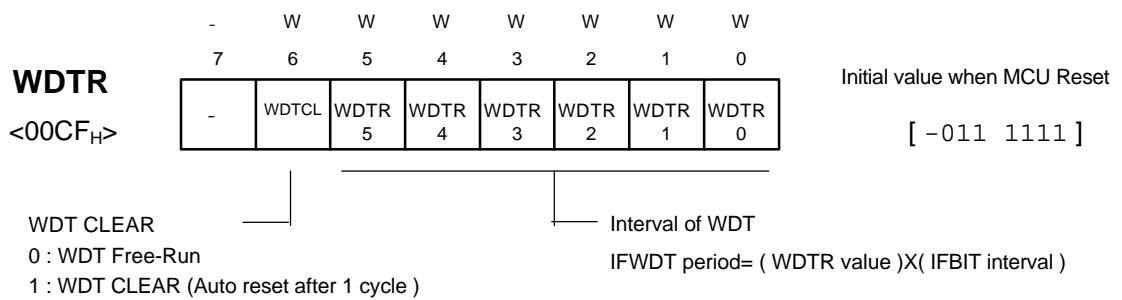 - W W W W W W W
7 6 5 4 3 2 1 0
WDTR
<00CFH>
- WDTCL WDTR 5 WDTR 4 WDTR 3 WDTR 2 WDTR 1 WDTR 0
Initial value when MCU Reset
[ -011 1111 ]
WDT CLEAR
0 : WDT Free-Run
1 : WDT CLEAR (Auto reset after 1 cycle )
Interval of WDT
IFWDT period= ( WDTR value )X( IFBIT interval )